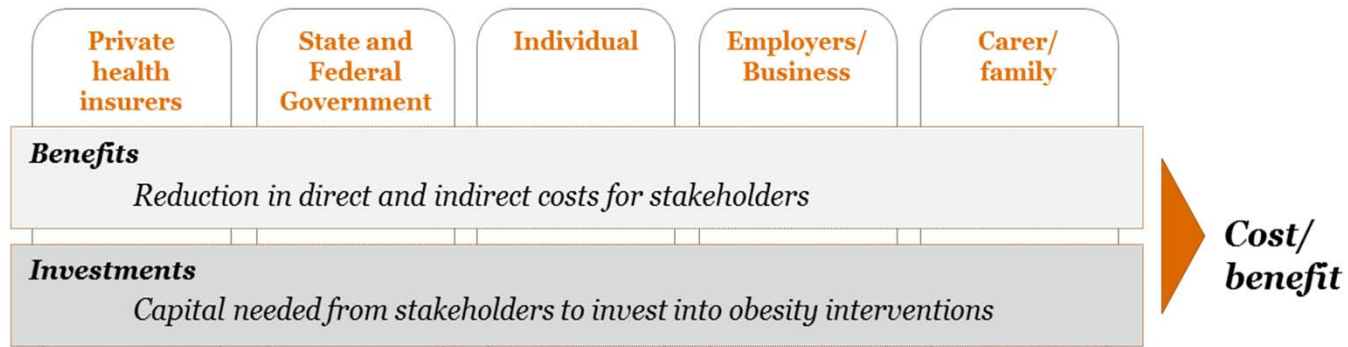 Private
health
insurers
State and
Federal
Government
Individual
Employers/
Business
Carer/
family
Benefits
Reduction in direct and indirect costs for stakeholders
Investments
Capital needed from stakeholders to invest into obesity interventions
Cost/
benefit